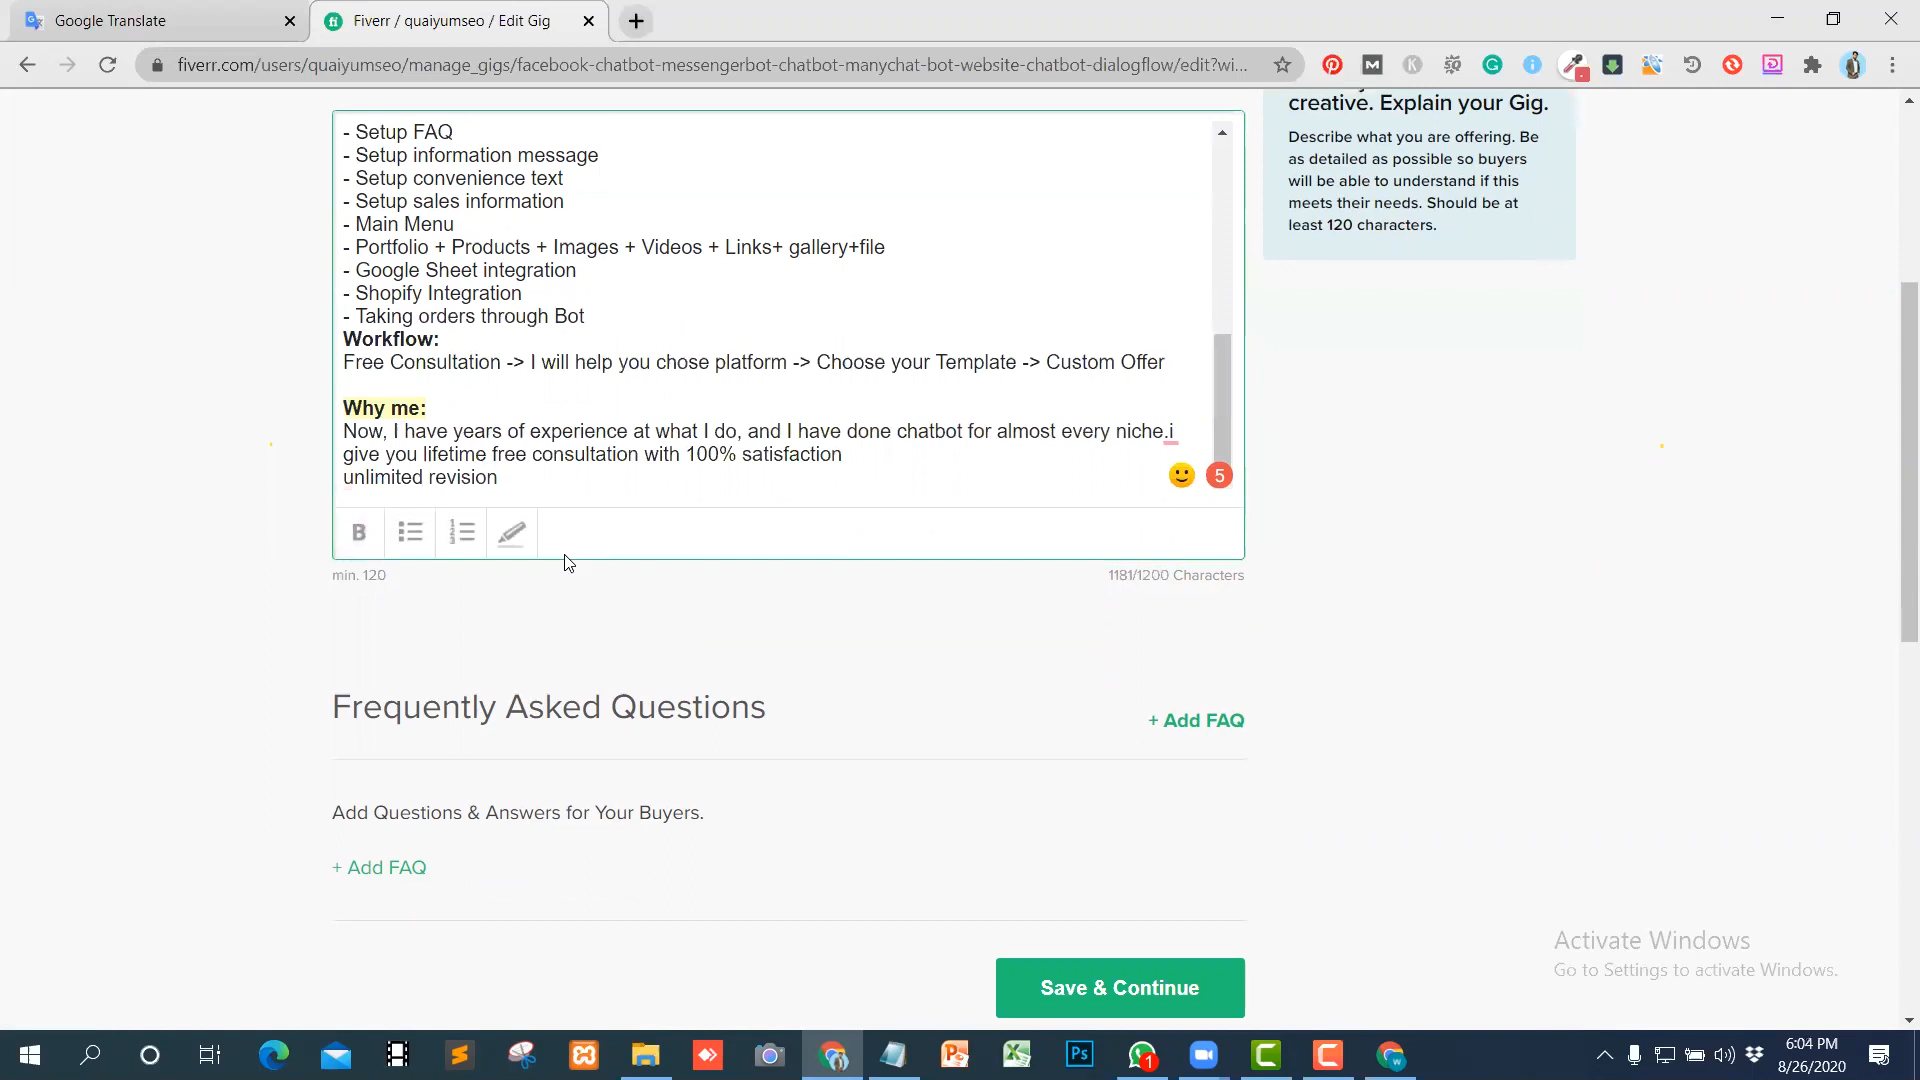 Google Translate
Fiverr / quaiyumseo / Edit Gig
fiverr.com/users/quaiyumseo/manage_gigs/facebook-chatbot-messengerbot-chatbot-manychat-bot-website-chatbot-dialogflow/edit?wi...
creative. Explain your Gig.
Describe what you are offering. Be
as detailed as possible so buyers
will be able to understand if this
meets their needs. Should be at
least 120 characters.
- Setup FAQ
- Setup information message
- Setup convenience text
- Setup sales information
- Main Menu
- Portfolio + Products + Images + Videos + Links+ gallery+file
- Google Sheet integration
- Shopify Integration
- Taking orders through Bot
Workflow:
Free Consultation -> I will help you chose platform -> Choose your Template -> Custom Offer
Why me:
Now, I have years of experience at what I do, and I have done chatbot for almost every niche.i
give you lifetime free consultation with 100% satisfaction
unlimited revision
5
B
min. 120
1181/1200 Characters
Frequently Asked Questions
+ Add FAQ
Add Questions & Answers for Your Buyers.
+ Add FAQ
Save & Continue
Activate Windows
Go to Settings to activate Windows.
6:04 PM
8/26/2020